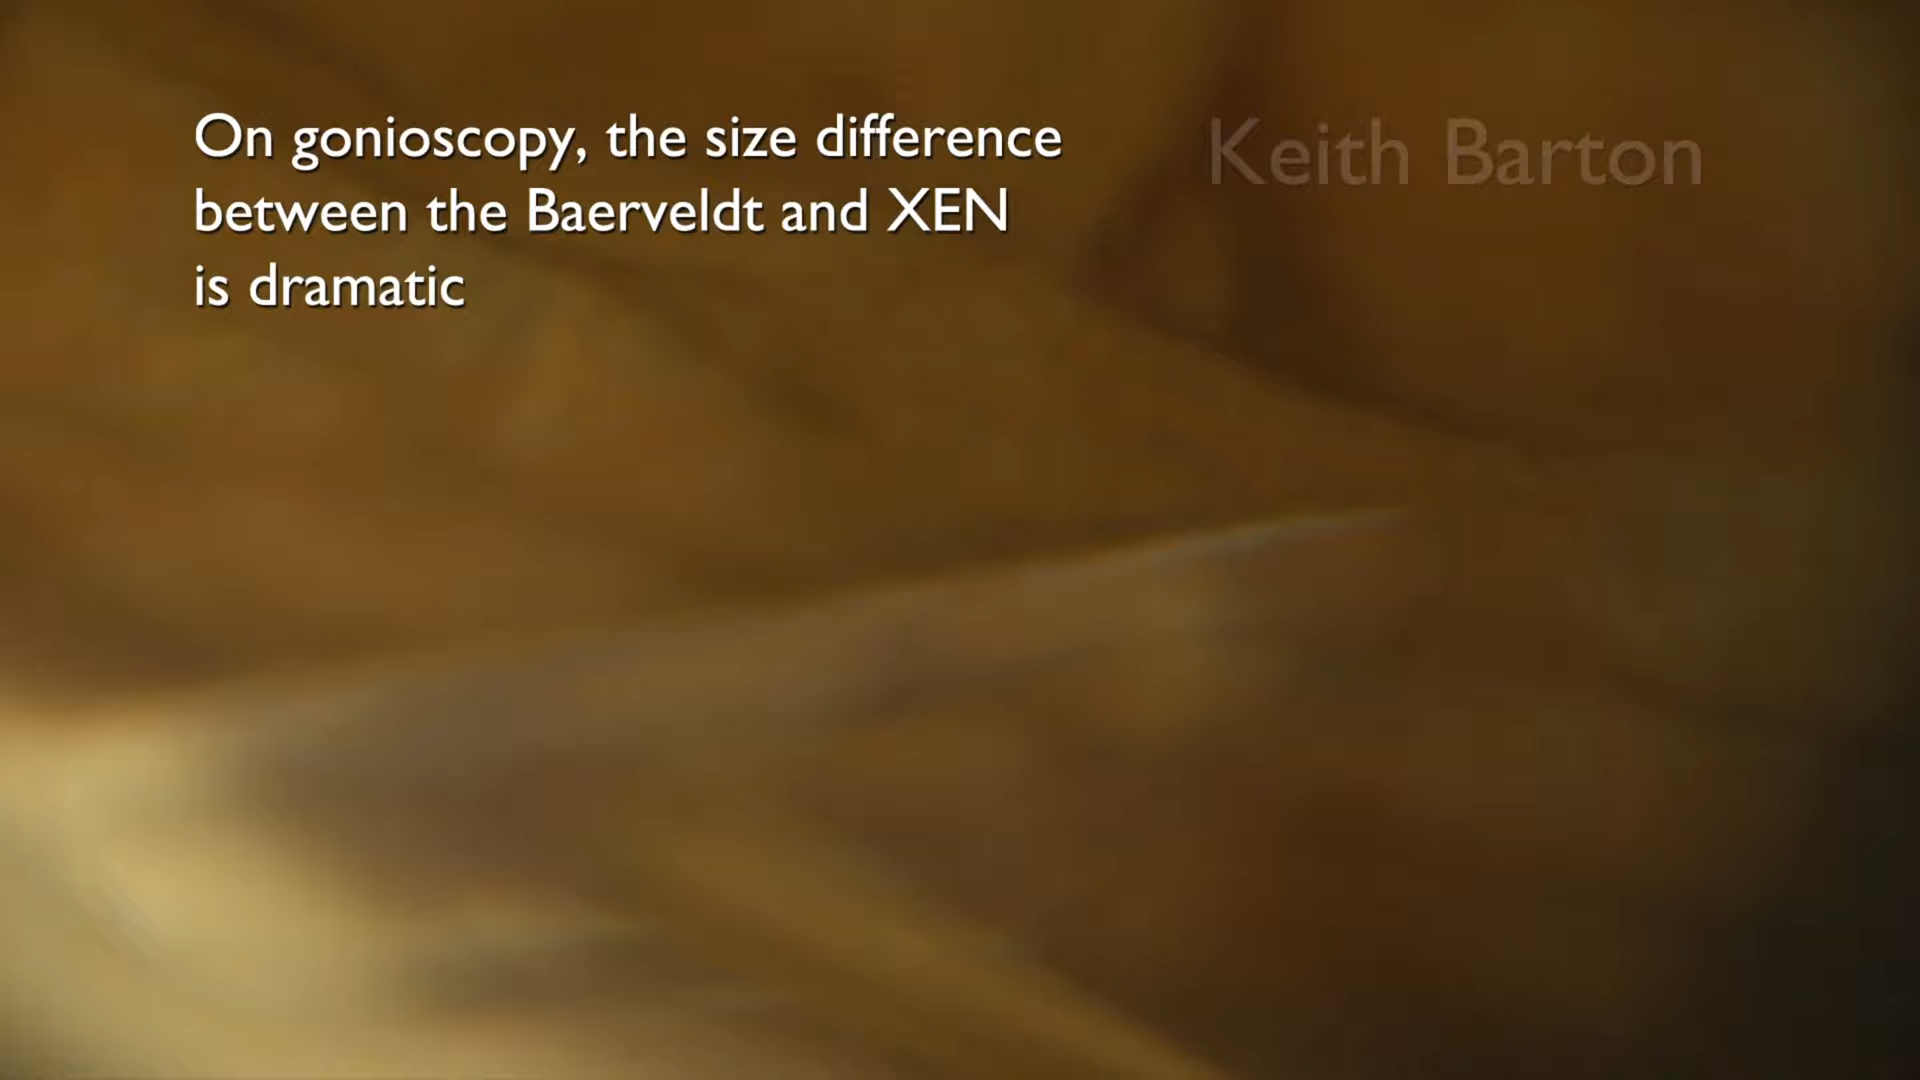 On gonioscopy, the size difference
between the Baerveldt and XEN
is dramatic
Keith Barton